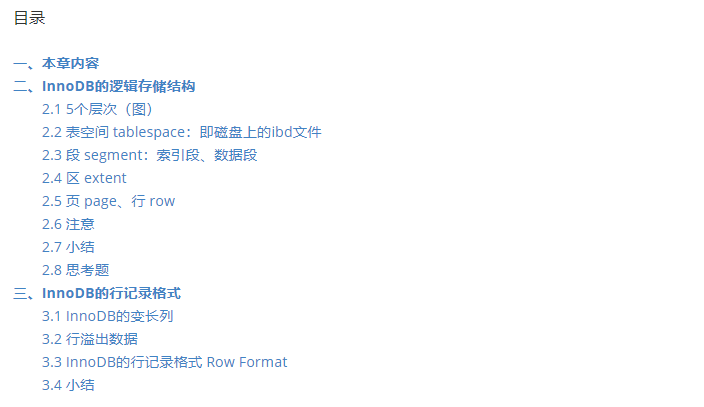 目录
一、本章内容
二、InnoDB的逻辑存储结构
2.1 5个层次（图）
2.2 表空间 tablespace：即磁盘上的ibd文件
2.3 段 segment：索引段、数据段
2.4 区 extent
2.5 页 page、行 row
2.6 注意
2.7 小结
2.8 思考题
三、InnoDB的行记录格式
3.1 InnoDB的变长列
3.2 行溢出数据
3.3 InnoDB的行记录格式 Row Format
3.4 小结